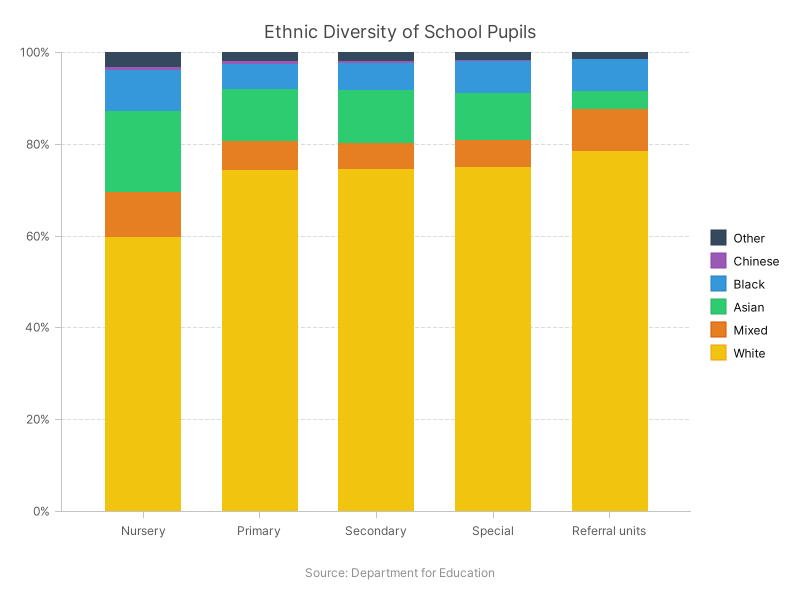 Ethnic Diversity of School Pupils
100%
80%
60%
40%
20%
0%
Nursery
Primary
Secondary
Special
Referral units
Other
Chinese
Black
Asian
Mixed
White
Source: Department for Education